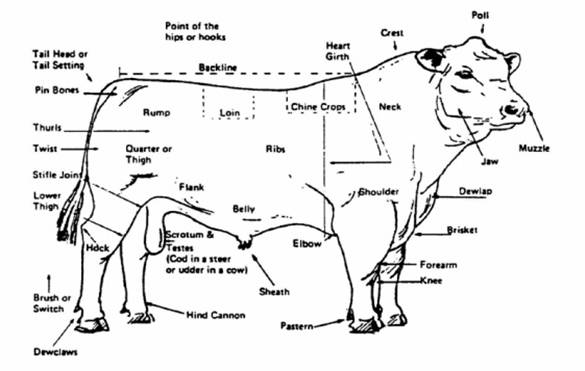 Poll
Point of the
hips or hooks
Crest
Heart
Girth
Tail Head or
Tail Setting
Backline
Pin Bones
Rump
Loin
Chine Crops
Neck
Thurls
Twist
Quarter or
Thigh
Ribs
Muzzle
Jaw
Stifle Joint
Lower
Thigh
Flank
Shoulder
Dewlap
Belly
Brisket
Scrotum &
Testes
(Cod in a steer
or udder in a cow)
Elbow
Hock
Forearm
Knee
Sheath
Brush or
Switch
Hind Cannon
Pastern
Dewclaws